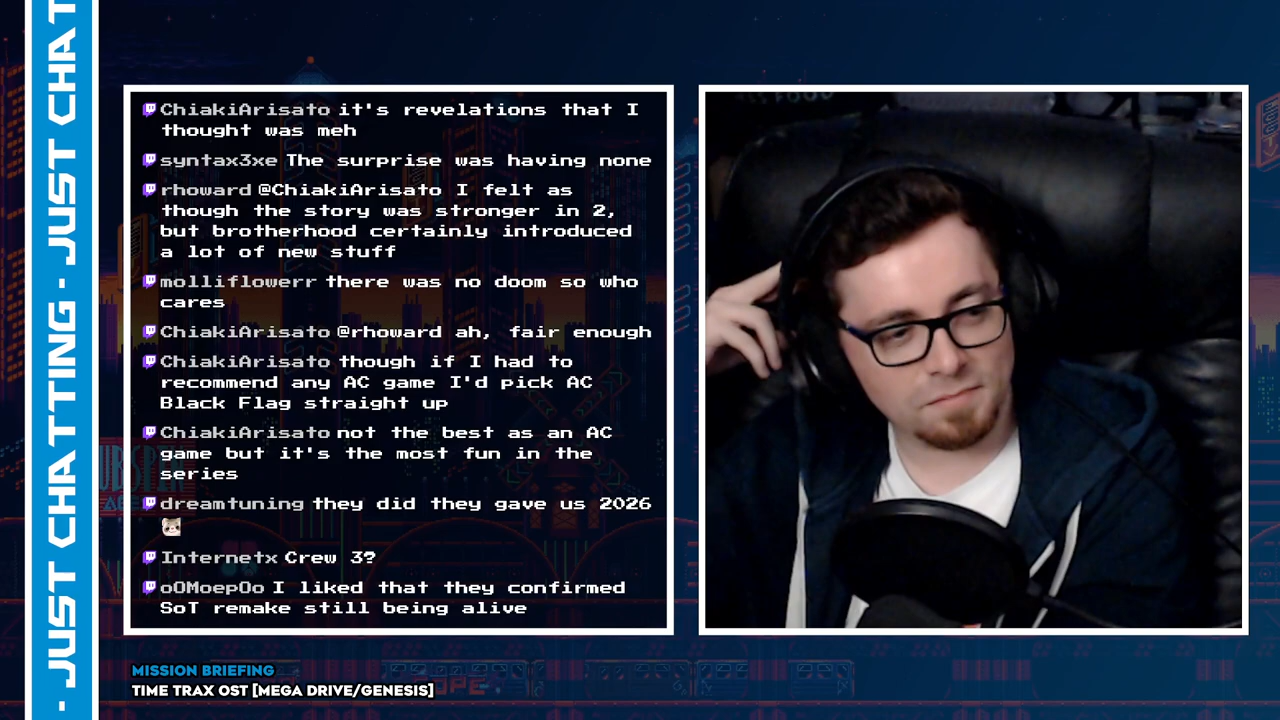 - JUST CHATTING - JUST CHAT
ChiakiArisato it's revelations that I
thought was meh
syntax3xe The surprise was having none
rhoward @ChiakiArisato I felt as
though the story was stronger in 2,
but brotherhood certainly introduced
a lot of new stuff
molliflowerr there was no doom so who
cares
ChiakiArisato @rhoward ah, fair enough
ChiakiArisato though if I had to
recommend any AC game I'd pick AC
Black Flag straight up
ChiakiArisato not the best as an AC
game but it's the most fun in the
series
dreamtuning they did they gave us 2026
Internetx Crew 3?
oOMoepOo I liked that they confirmed
SoT remake still being alive
MISSION BRIEFING
TIME TRAX OST [MEGA DRIVE/GENESIS]